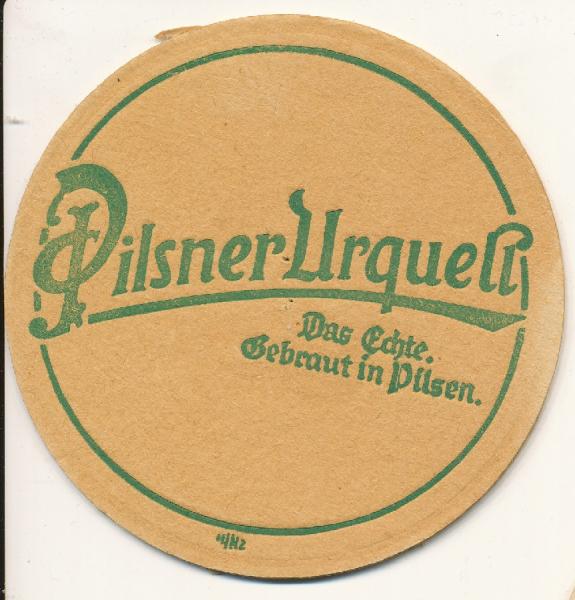 Pilsner Urquell
Das Echte.
Gebraut in Pilsen.